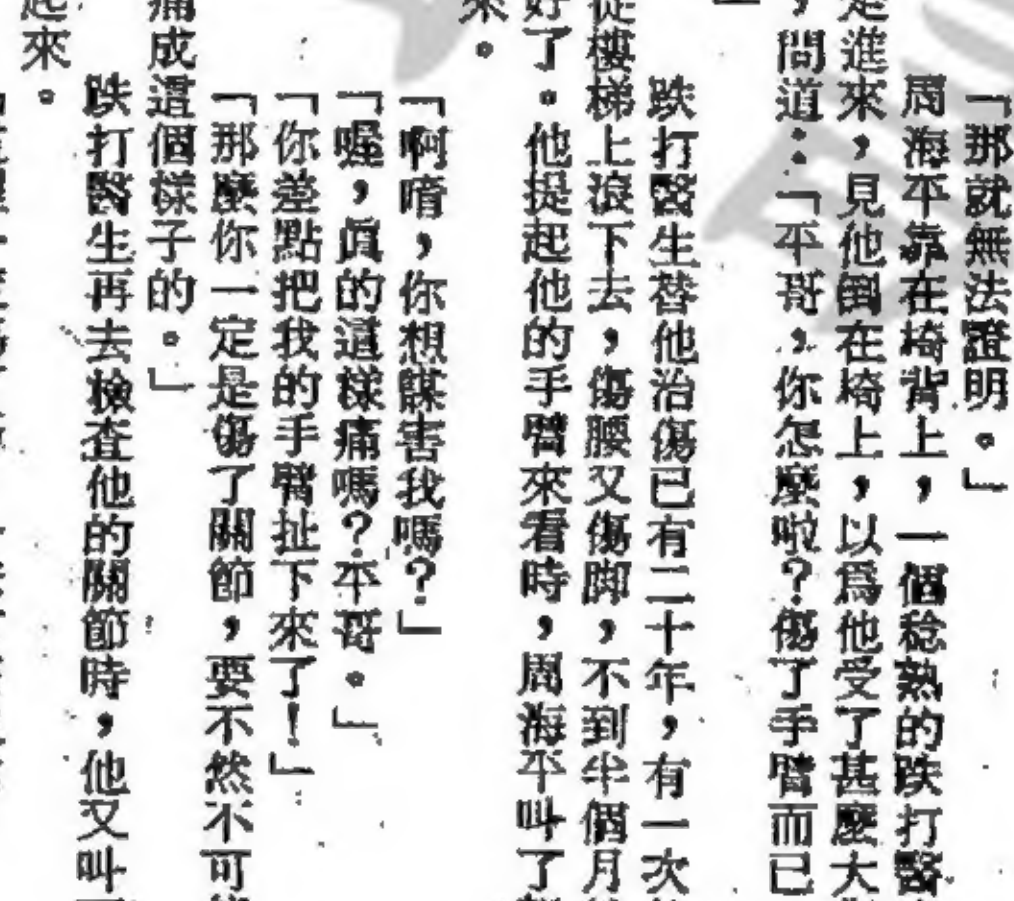 「那就無法證明。」
周海平靠在椅背上，一個稔熟的跌打醫
走進來，見他倒在椅上，以爲他受了甚麼大
，問道：「平哥，你怎麼啦？傷了手臂而已
跌打醫生替他治傷已有二十年，有一次
從樓梯上滾下去，傷腰又傷脚，不到半個月
好了。他捉起他的手臂來看時，周海平叫了
來。
「啊唷，你想謀害我嗎？」
「喔，眞的這樣痛嗎？平哥。」
「你差點把我的手臂扯下來了！」
「那麼你一定是傷了關節，要不然不可
痛成這個樣子的。」
跌打醫生再去檢查他的關節時，他又叫
起來。